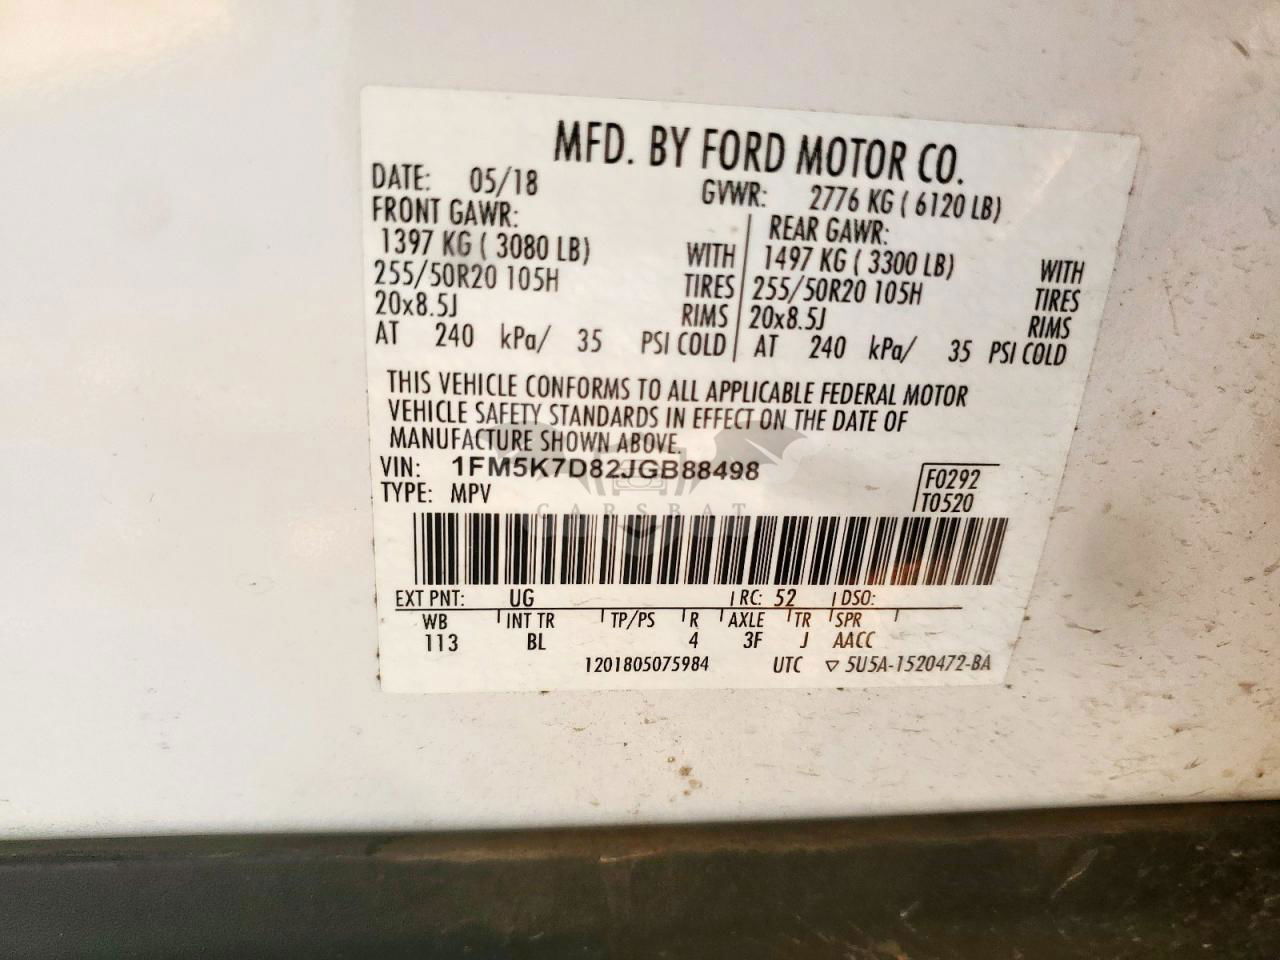 MFD. BY FORD MOTOR CO.
DATE: 05/18 GVWR: 2776 KG ( 6120 LB)
FRONT GAWR: REAR GAWR:
1397 KG ( 3080 LB) WITH 1497 KG ( 3300 LB) WITH
255/50R20 105H TIRES 255/50R20 105H TIRES
20x8.5J RIMS 20x8.5J RIMS
AT 240 kPa/ 35 PSI COLD AT 240 kPa/ 35 PSI COLD
THIS VEHICLE CONFORMS TO ALL APPLICABLE FEDERAL MOTOR
VEHICLE SAFETY STANDARDS IN EFFECT ON THE DATE OF
MANUFACTURE SHOWN ABOVE.
VIN: 1FM5K7D82JGB88498 F0292
TYPE: MPV T0520
CARSBAT
EXT PNT: UG RC: 52 DSO:
WB INT TR TP/PS R AXLE TR SPR
113 BL 4 3F J AACC
1201805075984 UTC ▽ 5U5A-1520472-BA